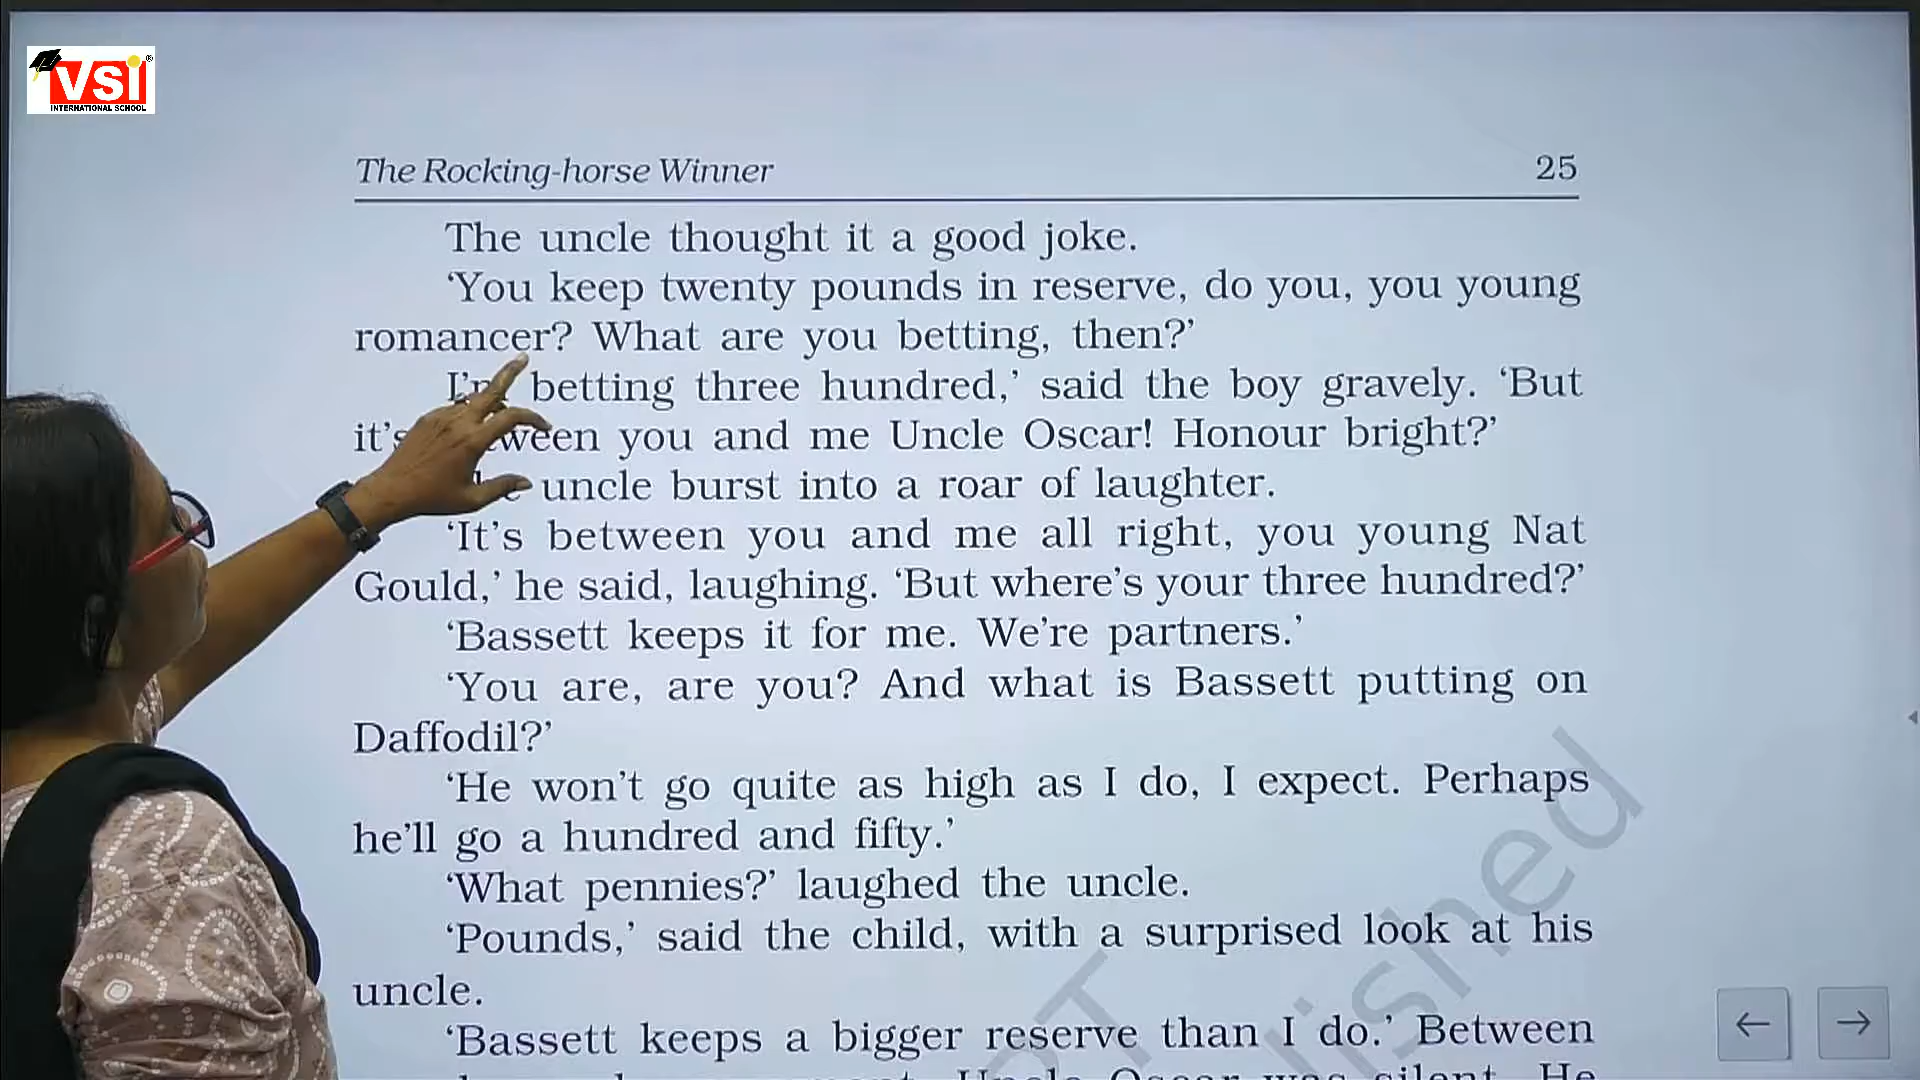 VSI
INTERNATIONAL SCHOOL
The Rocking-horse Winner 25
The uncle thought it a good joke.
‘You keep twenty pounds in reserve, do you, you young
romancer? What are you betting, then?’
betting three hundred,’ said the boy gravely. ‘But
you and me Uncle Oscar! Honour bright?’
uncle burst into a roar of laughter.
‘It’s between you and me all right, you young Nat
Gould,’ he said, laughing. ‘But where’s your three hundred?’
‘Bassett keeps it for me. We’re partners.’
‘You are, are you? And what is Bassett putting on
Daffodil?’
‘He won’t go quite as high as I do, I expect. Perhaps
he’ll go a hundred and fifty.’
‘What pennies?’ laughed the uncle.
‘Pounds,’ said the child, with a surprised look at his
uncle.
‘Bassett keeps a bigger reserve than I do.’ Between
Uncle Oscar was silent. He